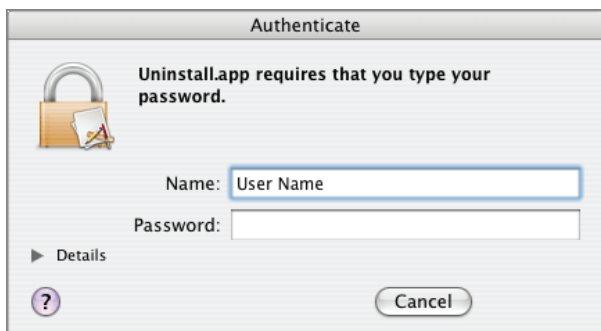 Authenticate
Uninstall.app requires that you type your
password.
Name: User Name
Password:
Details
? Cancel